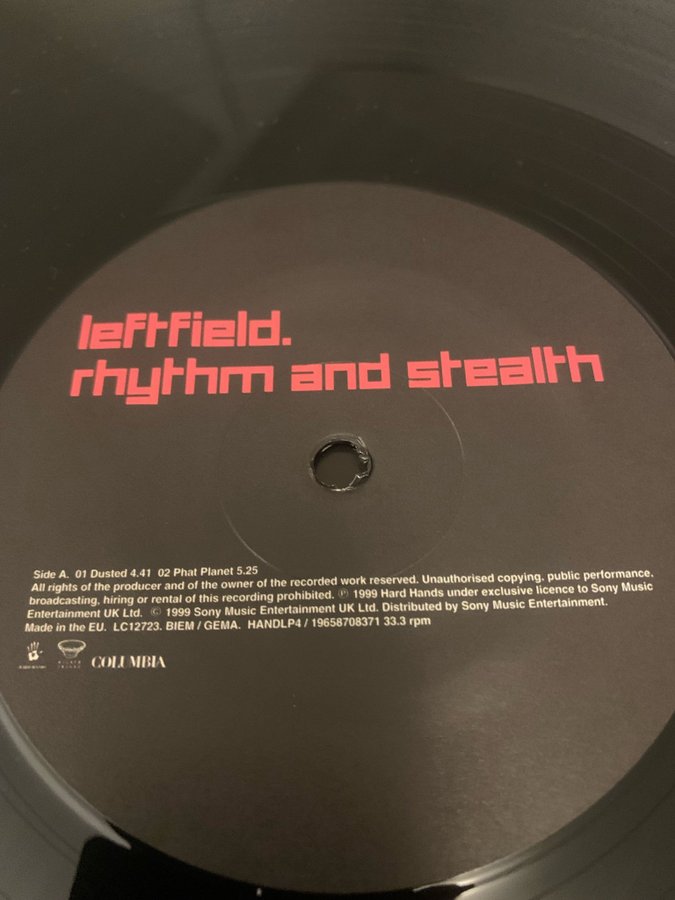 leftfield.
rhythm and stealth
Side A. 01 Dusted 4.41 02 Phat Planet 5.25
All rights of the producer and of the owner of the recorded work reserved. Unauthorised copying, public performance,
broadcasting, hiring or rental of this recording prohibited. ℗ 1999 Hard Hands under exclusive licence to Sony Music
Entertainment UK Ltd. © 1999 Sony Music Entertainment UK Ltd. Distributed by Sony Music Entertainment.
Made in the EU. LC12723. BIEM / GEMA. HANDLP4 / 19658708371 33.3 rpm
COLUMBIA